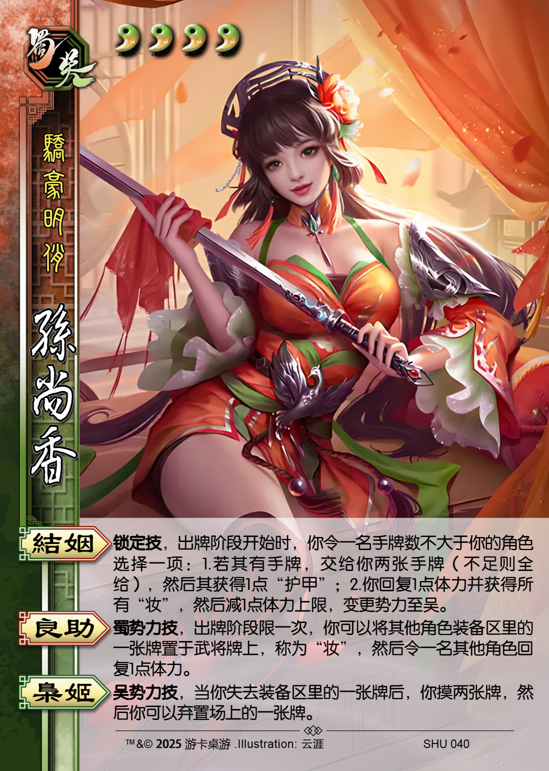 蜀吴
驕豪明俏
孫尚香
結姻
锁定技，出牌阶段开始时，你令一名手牌数不大于你的角色
选择一项：1.若其有手牌，交给你两张手牌（不足则全
给），然后其获得1点“护甲”；2.你回复1点体力并获得所
有“妆”，然后减1点体力上限，变更势力至吴。
良助
蜀势力技，出牌阶段限一次，你可以将其他角色装备区里的
一张牌置于武将牌上，称为“妆”，然后令一名其他角色回
复1点体力。
梟姬
吴势力技，当你失去装备区里的一张牌后，你摸两张牌，然
后你可以弃置场上的一张牌。
™&© 2025 游卡桌游 .Illustration: 云涯
SHU 040